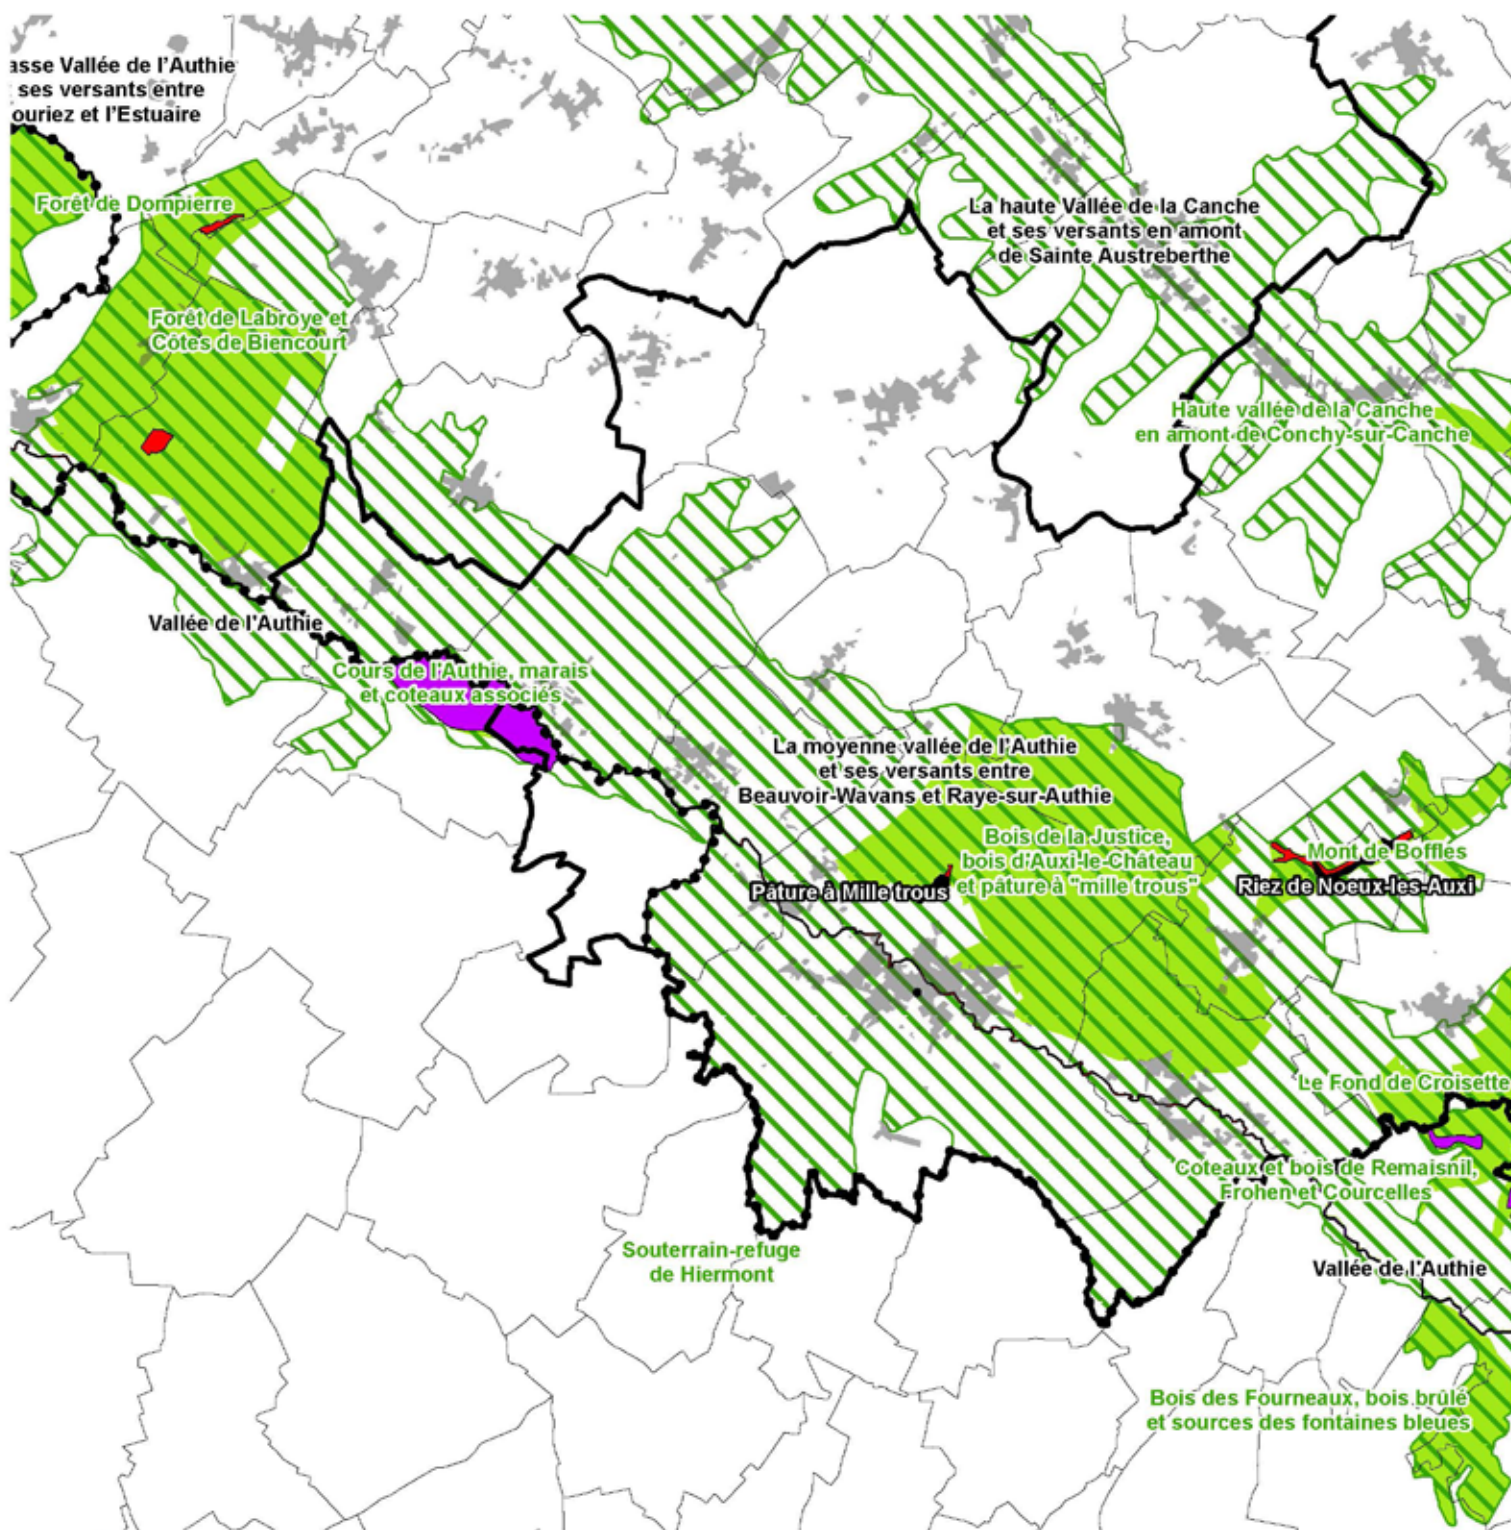 asse Vallée de l'Authie
ses versants entre
ouriez et l'Estuaire
Forêt de Dompierre
La haute Vallée de la Canche
et ses versants en amont
de Sainte Austreberthe
Forêt de Labroye et
Côtes de Biencourt
Haute vallée de la Canche
en amont de Conchy-sur-Canche
Vallée de l'Authie
Cours de l'Authie, marais
et coteaux associés
La moyenne vallée de l'Authie
et ses versants entre
Beauvoir-Wavans et Raye-sur-Authie
Bois de la Justice,
bois d'Auxi-le-Château
et pâture à "mille trous"
Pâture à Mille trous
Mont de Boffles
Riez de Noeux-les-Auxi
Le Fond de Croisette
Coteaux et bois de Remaisnil,
Frohen et Courcelles
Souterrain-refuge
de Hiermont
Vallée de l'Authie
Bois des Fourneaux, bois brûlé
et sources des fontaines bleues